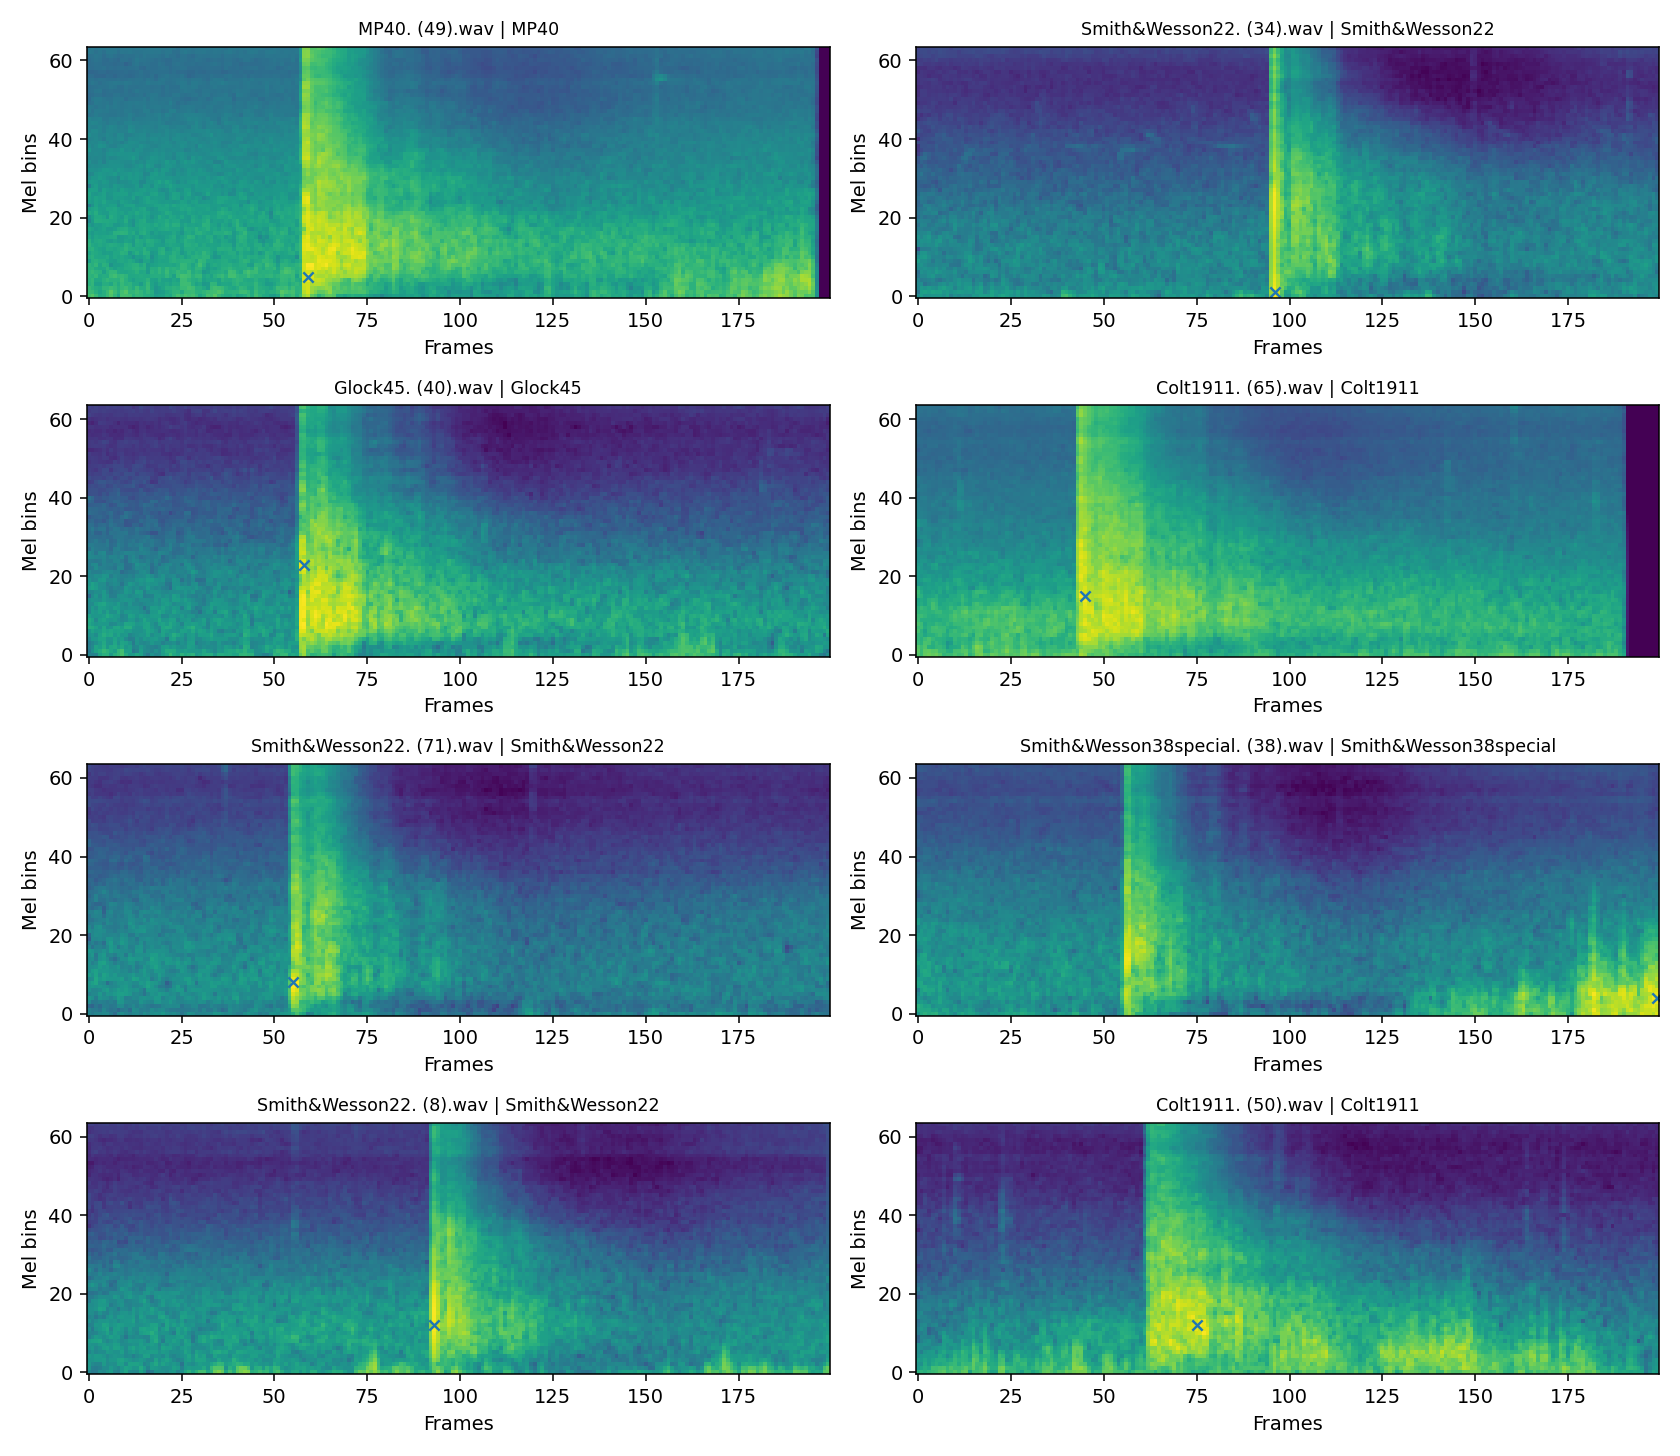 MP40. (49).wav | MP40
Smith&Wesson22. (34).wav | Smith&Wesson22
60
40
20
0
Mel bins
0 25 50 75 100 125 150 175
Frames
60
40
20
0
Mel bins
0 25 50 75 100 125 150 175
Frames
Glock45. (40).wav | Glock45
Colt1911. (65).wav | Colt1911
60
40
20
0
Mel bins
0 25 50 75 100 125 150 175
Frames
60
40
20
0
Mel bins
0 25 50 75 100 125 150 175
Frames
Smith&Wesson22. (71).wav | Smith&Wesson22
Smith&Wesson38special. (38).wav | Smith&Wesson38special
60
40
20
0
Mel bins
0 25 50 75 100 125 150 175
Frames
60
40
20
0
Mel bins
0 25 50 75 100 125 150 175
Frames
Smith&Wesson22. (8).wav | Smith&Wesson22
Colt1911. (50).wav | Colt1911
60
40
20
0
Mel bins
0 25 50 75 100 125 150 175
Frames
60
40
20
0
Mel bins
0 25 50 75 100 125 150 175
Frames